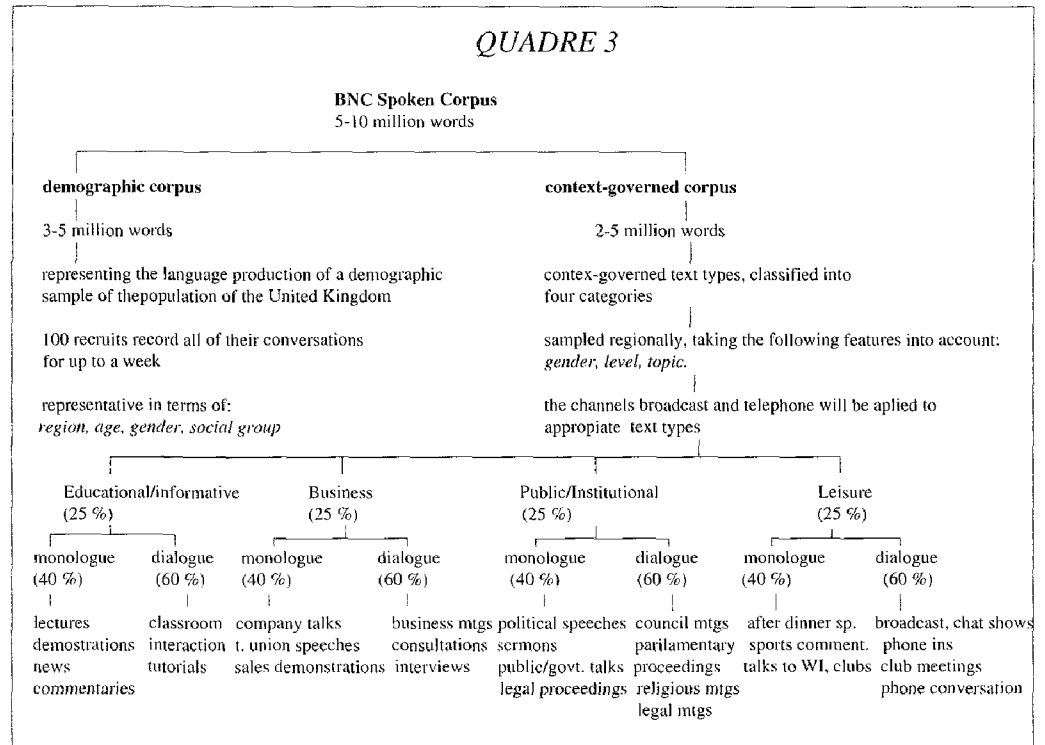 QUADRE 3
BNC Spoken Corpus
5-10 million words
demographic corpus
3-5 million words
representing the language production of a demographic
sample of thepopulation of the United Kingdom
100 recruits record all of their conversations
for up to a week
representative in terms of:
region, age, gender, social group
context-governed corpus
2-5 million words
contex-governed text types, classified into
four categories
sampled regionally, taking the following features into account:
gender, level, topic.
the channels broadcast and telephone will be aplied to
appropiate text types
Educational/informative
(25 %)
monologue
(40 %)
lectures
demostrations
news
commentaries
dialogue
(60 %)
classroom
interaction
tutorials
Business
(25 %)
monologue
(40 %)
company talks
t. union speeches
sales demonstrations
dialogue
(60 %)
business mtgs
consultations
interviews
Public/Institutional
(25 %)
monologue
(40 %)
political speeches
sermons
public/govt. talks
legal proceedings
dialogue
(60 %)
council mtgs
parilamentary
proceedings
religious mtgs
legal mtgs
Leisure
(25 %)
monologue
(40 %)
after dinner sp.
sports comment.
talks to WI, clubs
dialogue
(60 %)
broadcast, chat shows
phone ins
club meetings
phone conversation